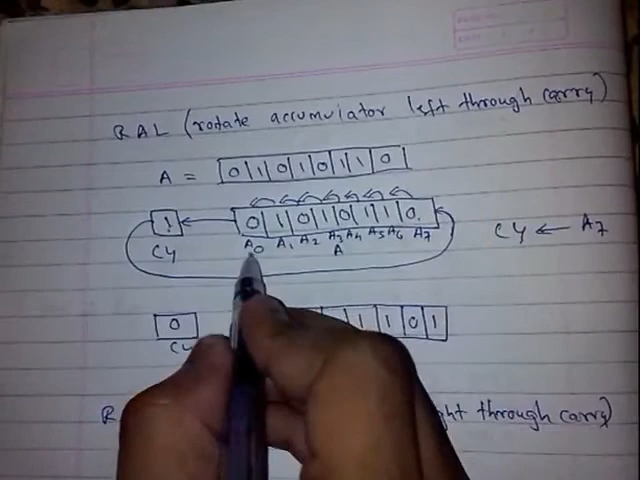 RAL (rotate accumulator left through carry)
A = 0 1 0 1 0 1 1 0
1 0 1 0 1 0 1 1 0 CY ← A7
CY A0 A1 A2 A3 A4 A5 A6 A7
A
0 1 1 0 1
CY
R ght through carry)